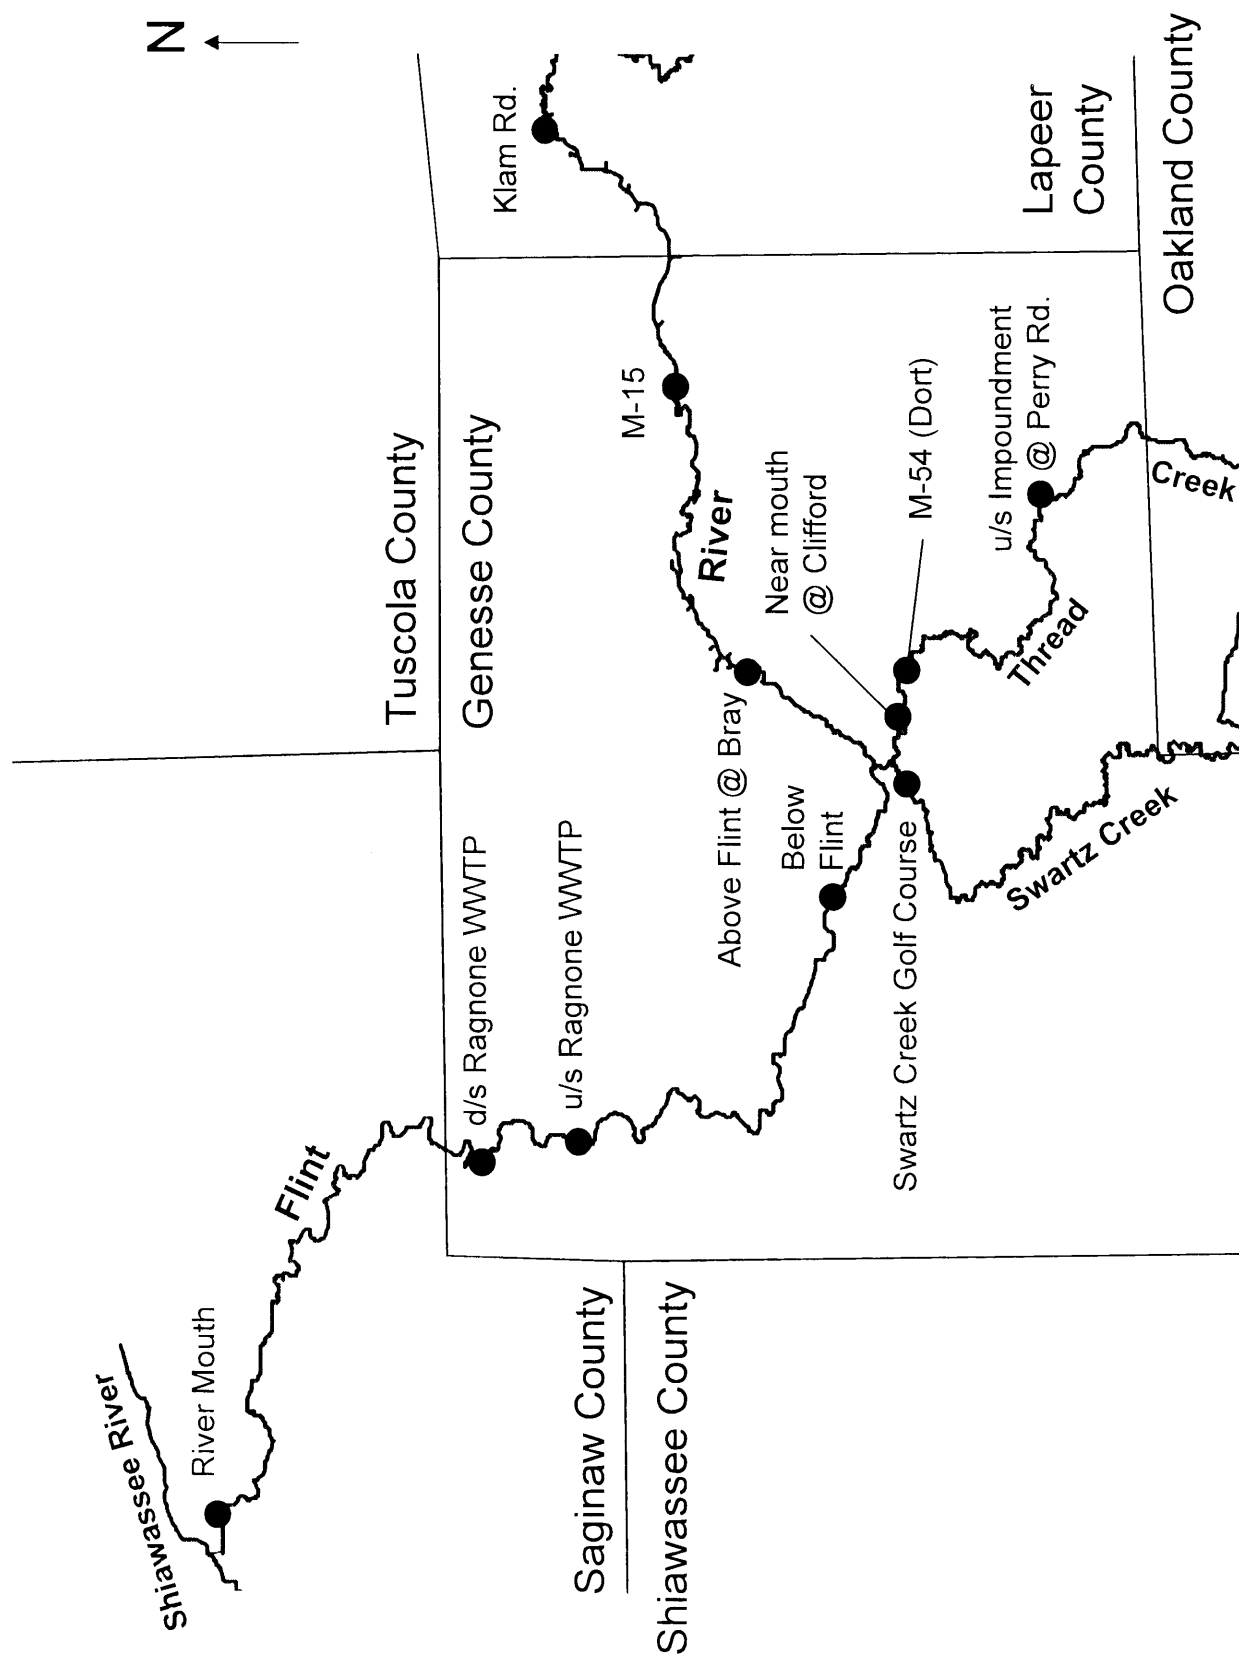 N
Shiawassee River
River Mouth
Flint
Tuscola County
Genesse County
Saginaw County
Shiawassee County
d/s Ragnone WWTP
u/s Ragnone WWTP
Klam Rd.
M-15
River
Above Flint @ Bray
Below
Flint
Near mouth
@ Clifford
M-54 (Dort)
Swartz Creek Golf Course
u/s Impoundment
@ Perry Rd.
Thread
Creek
Swartz Creek
Lapeer
County
Oakland County